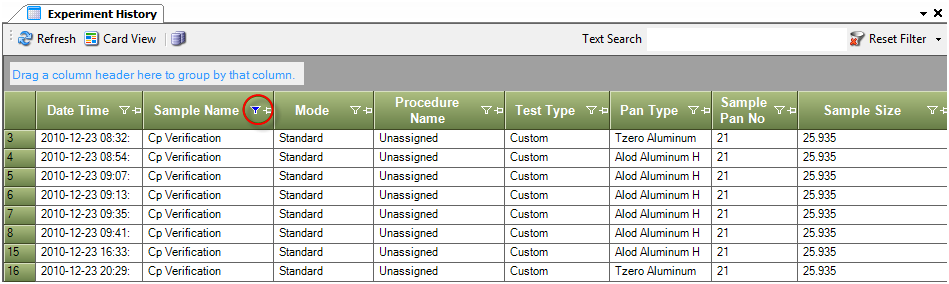 Experiment History
Refresh Card View Text Search Reset Filter
Drag a column header here to group by that column.
Date Time Sample Name Mode Procedure Name Test Type Pan Type Sample Pan No Sample Size
3 2010-12-23 08:32: Cp Verification Standard Unassigned Custom Tzero Aluminum 21 25.935
4 2010-12-23 08:54: Cp Verification Standard Unassigned Custom Alod Aluminum H 21 25.935
5 2010-12-23 09:07: Cp Verification Standard Unassigned Custom Alod Aluminum H 21 25.935
6 2010-12-23 09:13: Cp Verification Standard Unassigned Custom Alod Aluminum H 21 25.935
7 2010-12-23 09:35: Cp Verification Standard Unassigned Custom Alod Aluminum H 21 25.935
8 2010-12-23 09:41: Cp Verification Standard Unassigned Custom Alod Aluminum H 21 25.935
15 2010-12-23 16:33: Cp Verification Standard Unassigned Custom Alod Aluminum H 21 25.935
16 2010-12-23 20:29: Cp Verification Standard Unassigned Custom Tzero Aluminum 21 25.935